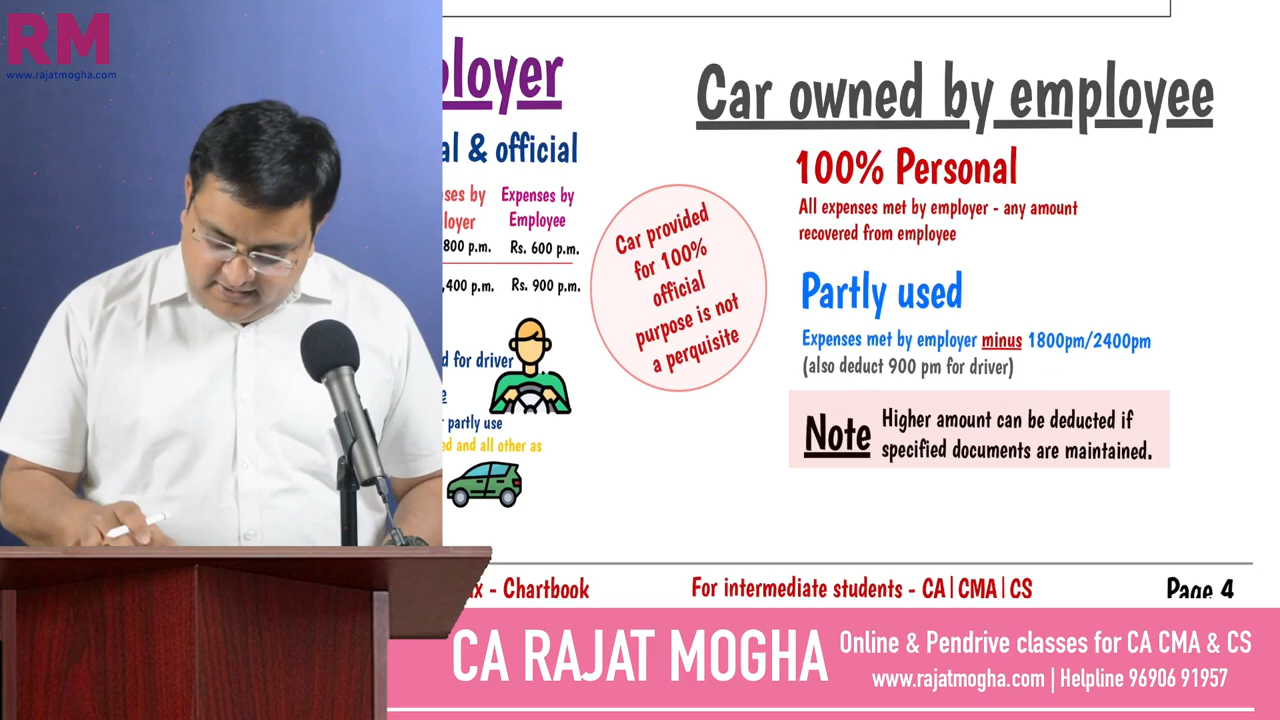 RM
www.rajatmogha.com
Car owned by employee
100% Personal
All expenses met by employer - any amount
recovered from employee
Partly used
Expenses met by employer minus 1800pm/2400pm
(also deduct 900 pm for driver)
Note
Higher amount can be deducted if
specified documents are maintained.
Car provided
for 100%
official
purpose is not
a perquisite
ployer
al & official
ses by
loyer
Expenses by
Employee
800 p.m.
Rs. 600 p.m.
,400 p.m.
Rs. 900 p.m.
d for driver
partly use
ed and all other as
x - Chartbook
For intermediate students - CA|CMA|CS
Page 4
CA RAJAT MOGHA
Online & Pendrive classes for CA CMA & CS
www.rajatmogha.com | Helpline 96906 91957